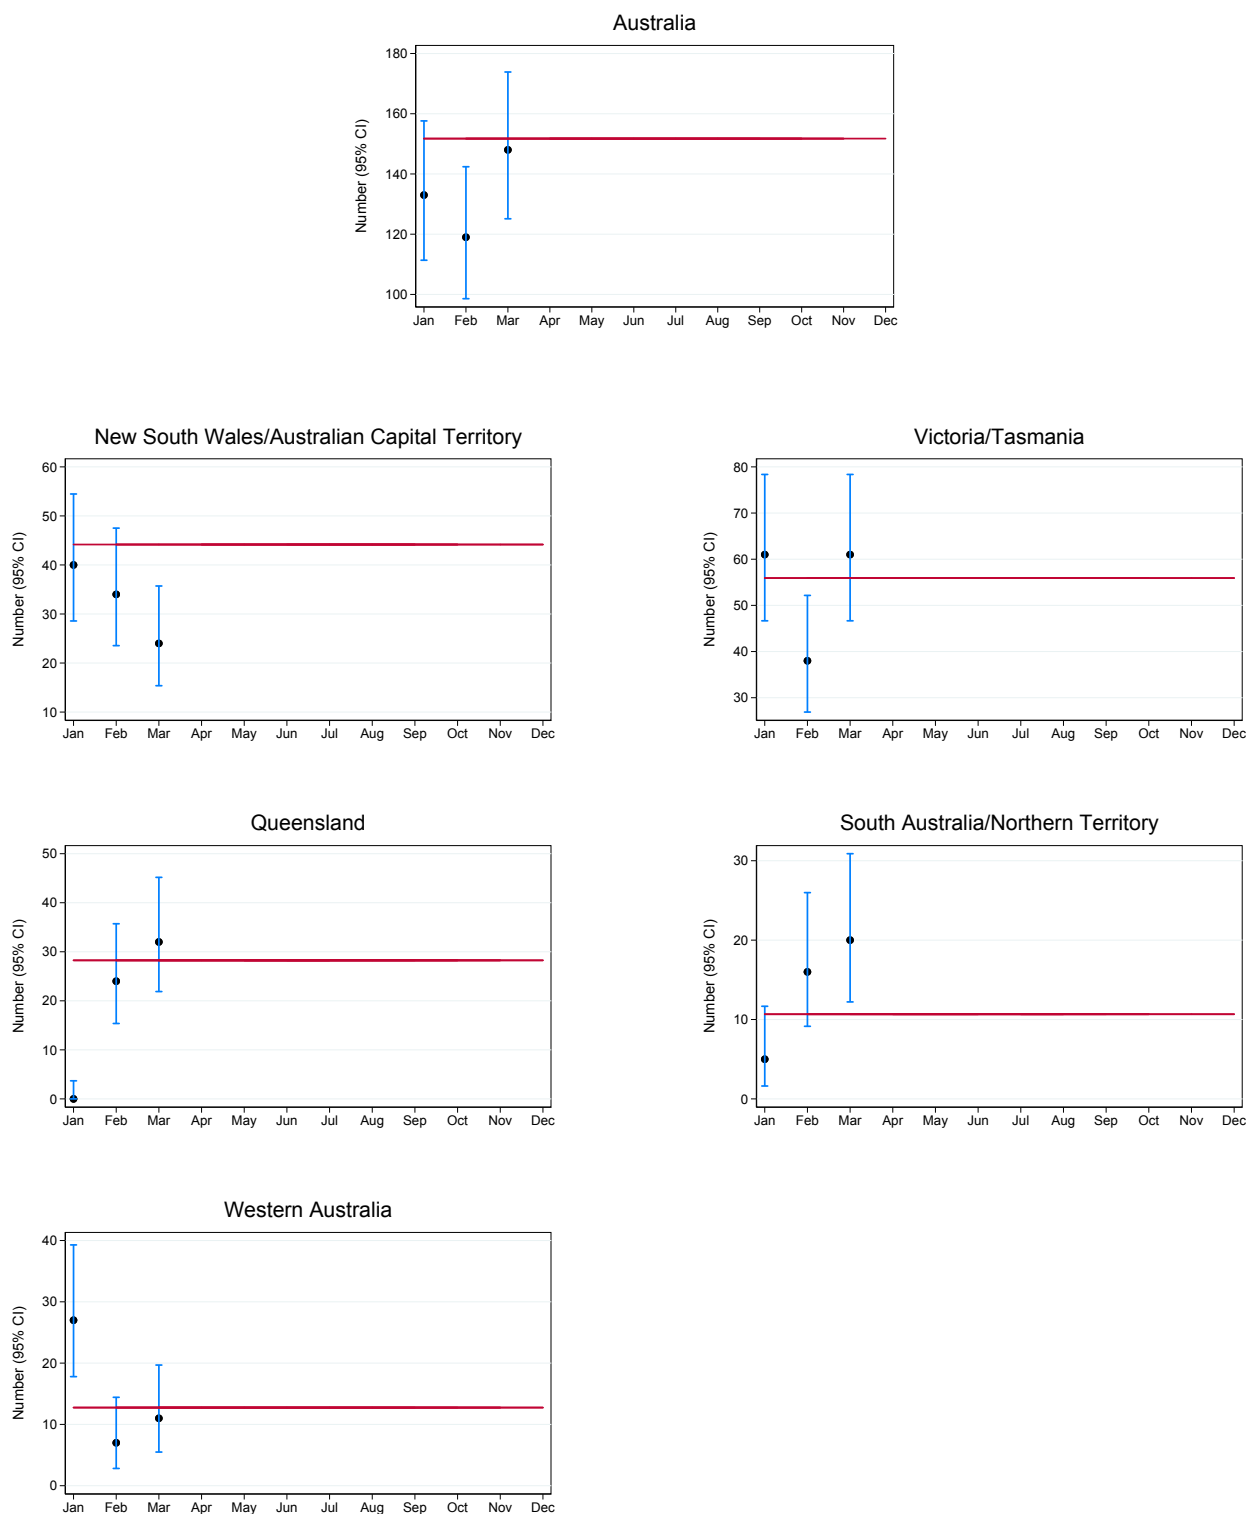 Australia
Number (95% CI)
180
160
140
120
100
Jan Feb Mar Apr May Jun Jul Aug Sep Oct Nov Dec
New South Wales/Australian Capital Territory
Number (95% CI)
60
50
40
30
20
10
Jan Feb Mar Apr May Jun Jul Aug Sep Oct Nov Dec
Victoria/Tasmania
Number (95% CI)
80
70
60
50
40
30
Jan Feb Mar Apr May Jun Jul Aug Sep Oct Nov Dec
Queensland
Number (95% CI)
50
40
30
20
10
0
Jan Feb Mar Apr May Jun Jul Aug Sep Oct Nov Dec
South Australia/Northern Territory
Number (95% CI)
30
20
10
0
Jan Feb Mar Apr May Jun Jul Aug Sep Oct Nov Dec
Western Australia
Number (95% CI)
40
30
20
10
0
Jan Feb Mar Apr May Jun Jul Aug Sep Oct Nov Dec